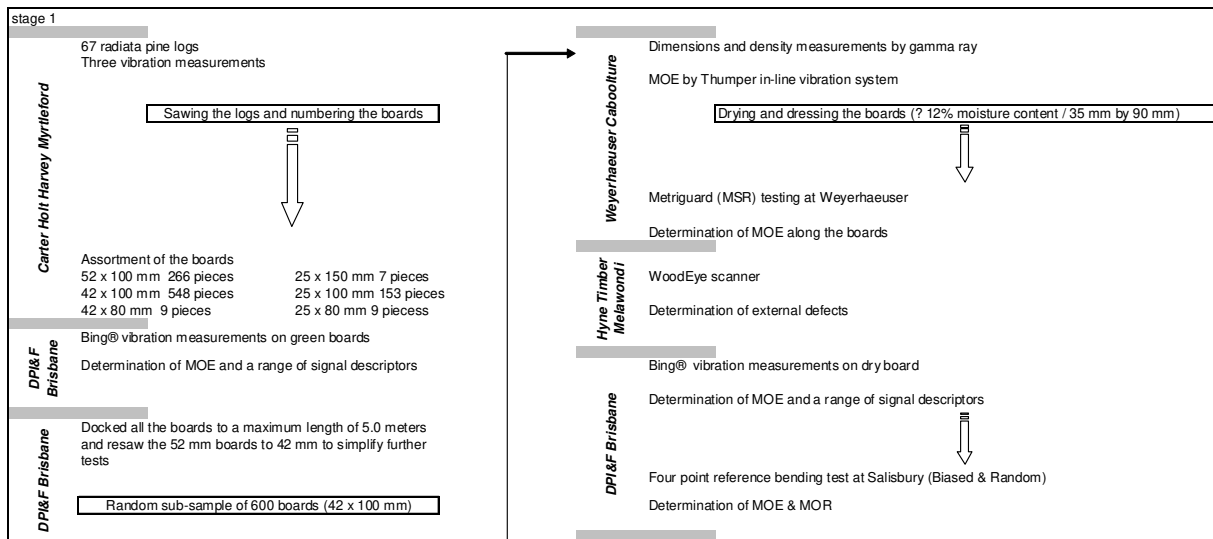 stage 1
Carter Holt Harvey Myrtleford
67 radiata pine logs
Three vibration measurements
Sawing the logs and numbering the boards
Assortment of the boards
52 x 100 mm 266 pieces
25 x 150 mm 7 pieces
42 x 100 mm 548 pieces
25 x 100 mm 153 pieces
42 x 80 mm 9 pieces
25 x 80 mm 9 piecess
DPI&F
Brisbane
Bing® vibration measurements on green boards
Determination of MOE and a range of signal descriptors
DPI&F Brisbane
Docked all the boards to a maximum length of 5.0 meters
and resaw the 52 mm boards to 42 mm to simplify further
tests
Random sub-sample of 600 boards (42 x 100 mm)
Weyerhaeuser Caboolture
Dimensions and density measurements by gamma ray
MOE by Thumper in-line vibration system
Drying and dressing the boards (? 12% moisture content / 35 mm by 90 mm)
Metriguard (MSR) testing at Weyerhaeuser
Determination of MOE along the boards
Hyne Timber
Melawondi
WoodEye scanner
Determination of external defects
DPI&F Brisbane
Bing® vibration measurements on dry board
Determination of MOE and a range of signal descriptors
Four point reference bending test at Salisbury (Biased & Random)
Determination of MOE & MOR